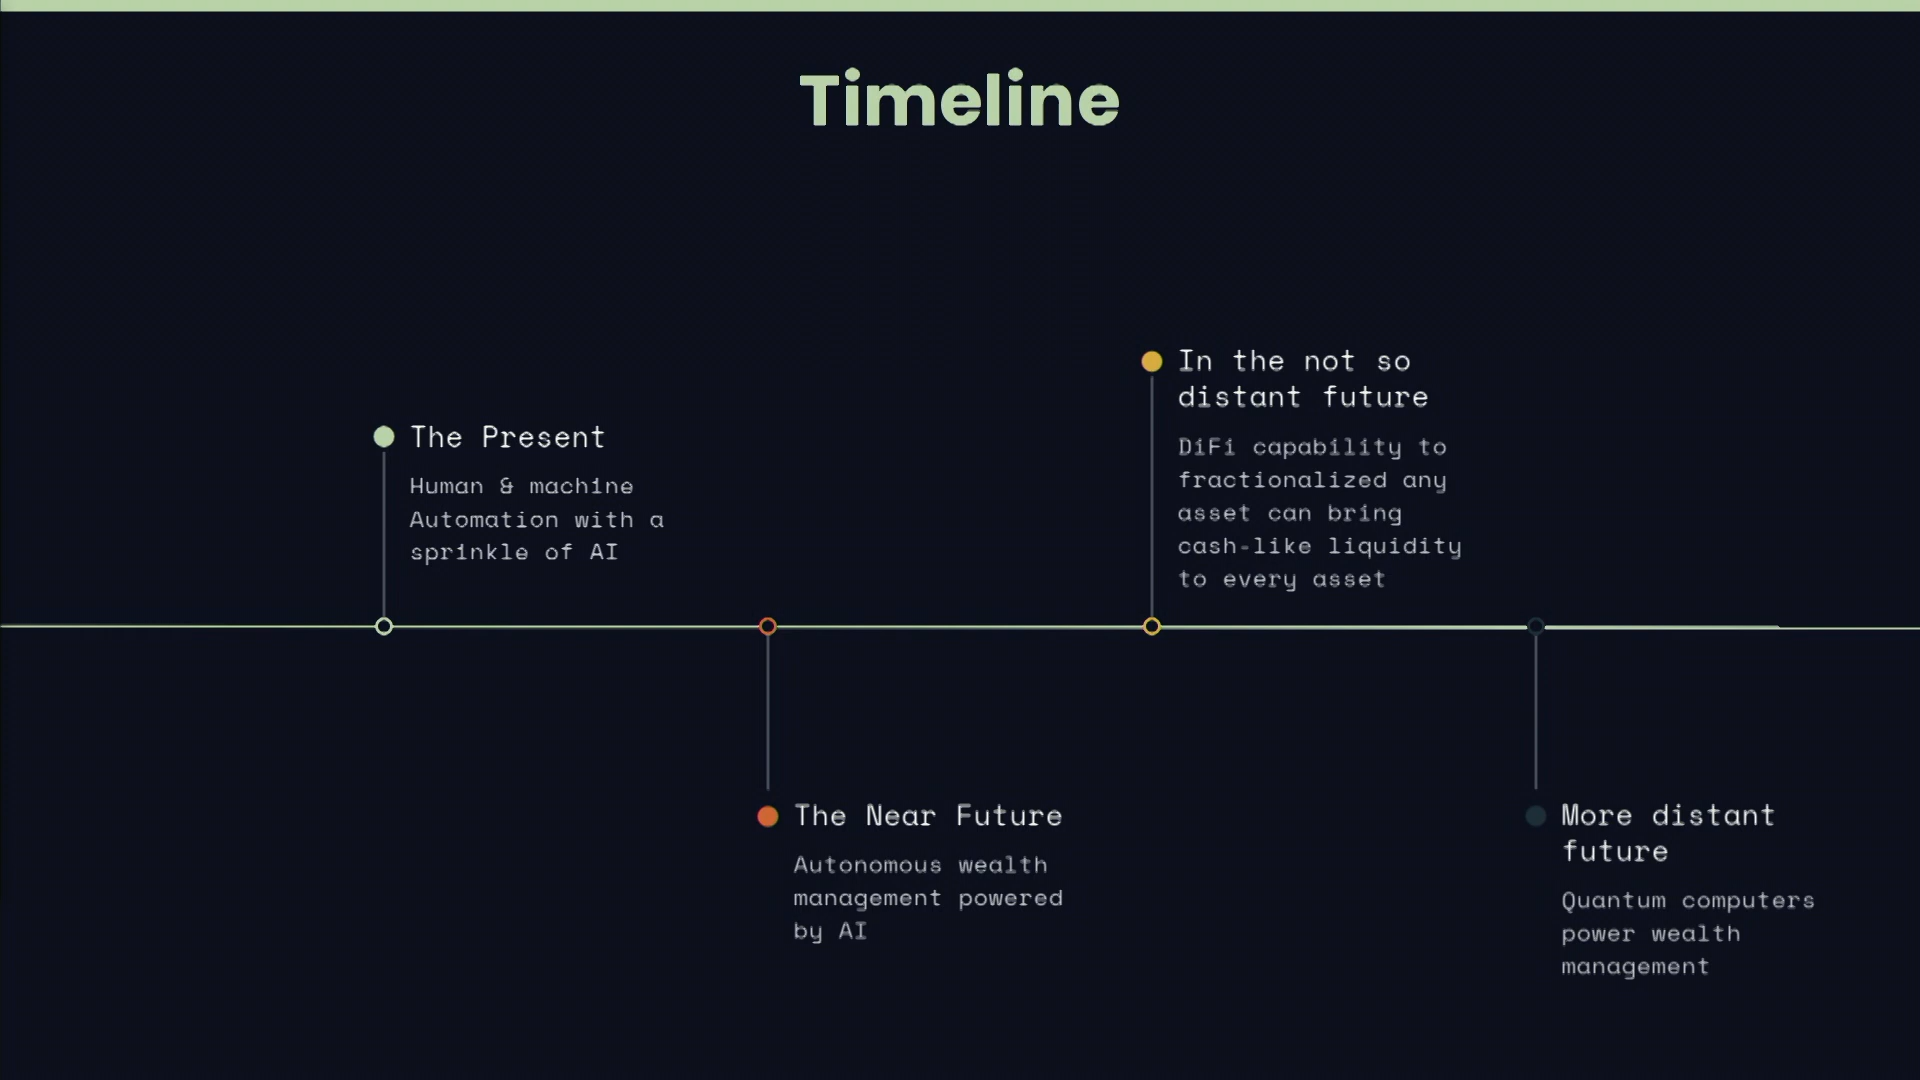 Timeline
The Present
Human & machine
Automation with a
sprinkle of AI
The Near Future
Autonomous wealth
management powered
by AI
In the not so
distant future
DiFi capability to
fractionalized any
asset can bring
cash-like liquidity
to every asset
More distant
future
Quantum computers
power wealth
management